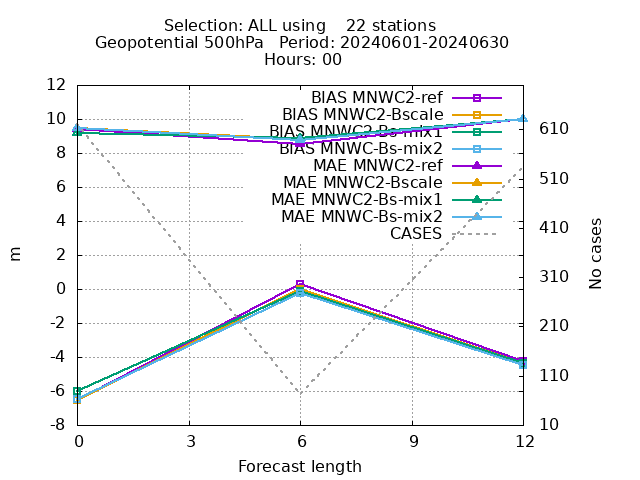 Selection: ALL using    22 stations
Geopotential 500hPa   Period: 20240601-20240630
Hours: 00
12
10
8
6
4
2
0
-2
-4
-6
-8
m
BIAS MNWC2-ref
BIAS MNWC2-Bscale
BIAS MNWC2-Bs-mix1
BIAS MNWC-Bs-mix2
MAE MNWC2-ref
MAE MNWC2-Bscale
MAE MNWC2-Bs-mix1
MAE MNWC-Bs-mix2
CASES
610
510
410
310
210
110
10
No cases
0 3 6 9 12
Forecast length